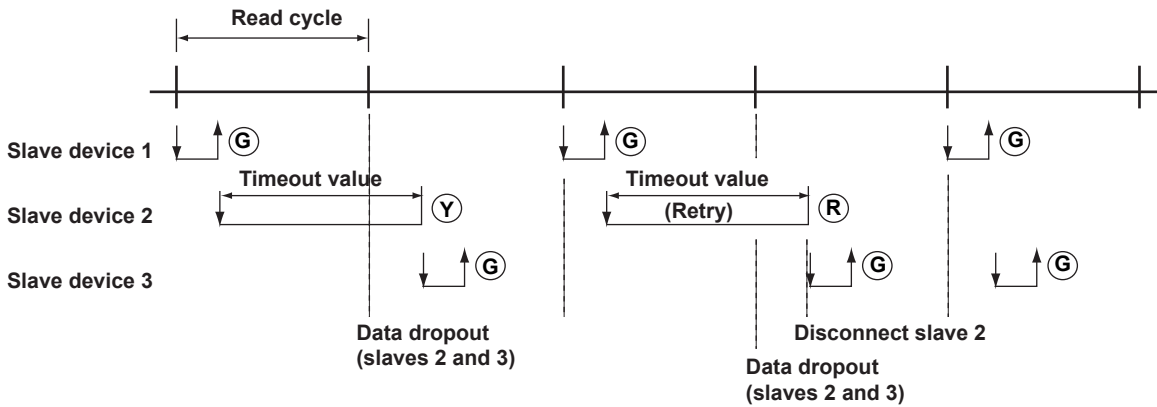 Read cycle
Slave device 1
G
G
G
Timeout value
Timeout value
Slave device 2
Y
(Retry)
R
Slave device 3
G
G
G
Data dropout
(slaves 2 and 3)
Disconnect slave 2
Data dropout
(slaves 2 and 3)